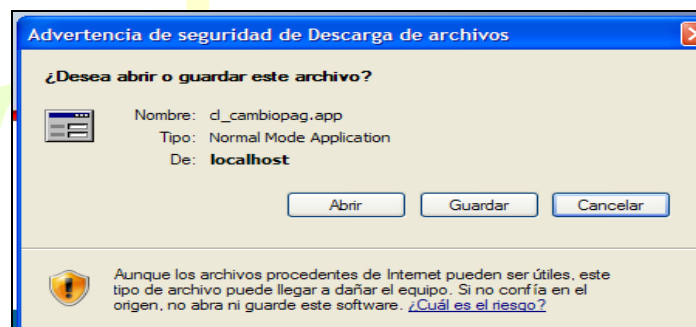 Advertencia de seguridad de Descarga de archivos
¿Desea abrir o guardar este archivo?
Nombre: cl_cambiopag.app
Tipo: Normal Mode Application
De: localhost
Abrir Guardar Cancelar
Aunque los archivos procedentes de Internet pueden ser útiles, este
tipo de archivo puede llegar a dañar el equipo. Si no confía en el
origen, no abra ni guarde este software. ¿Cuál es el riesgo?